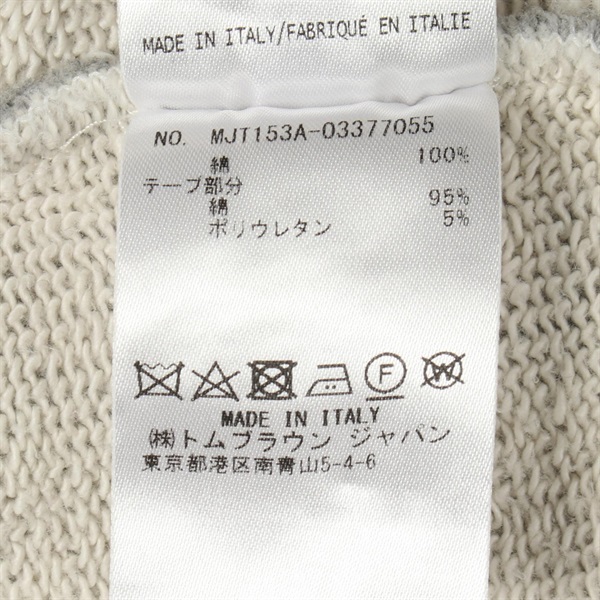 MADE IN ITALY/FABRIQUÉ EN ITALIE
NO. MJT153A-03377055
綿 100%
テープ部分
綿 95%
ポリウレタン 5%
F W
MADE IN ITALY
㈱トムブラウン ジャパン
東京都港区南青山5-4-6